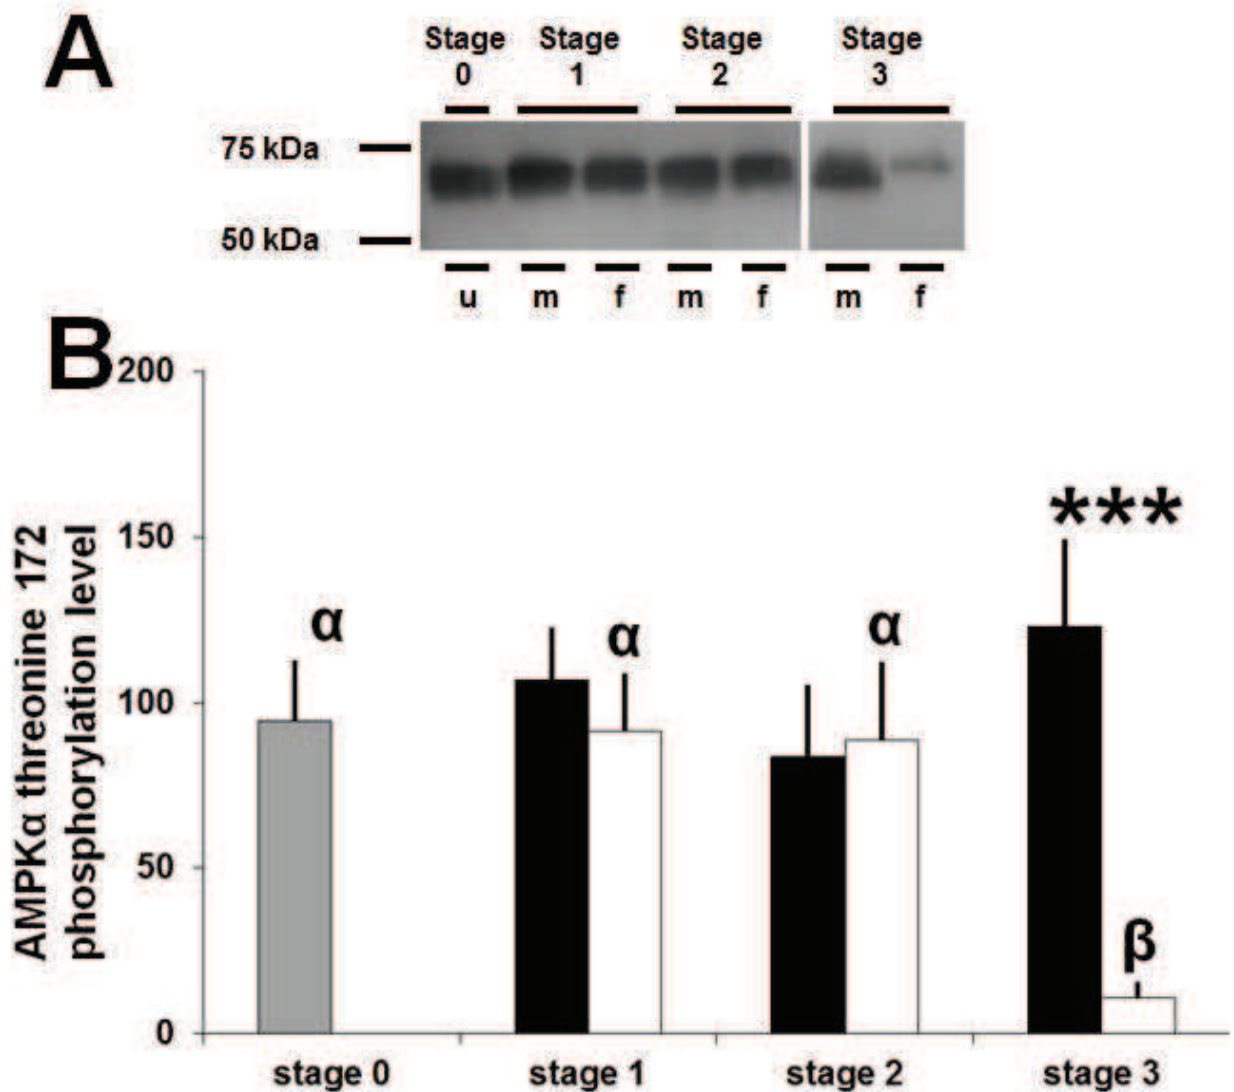 A
Stage 0
Stage 1
Stage 2
Stage 3
75 kDa
50 kDa
u m f m f m f
B
AMPKα threonine 172
phosphorylation level
200
150
100
50
0
α
α
α
***
β
stage 0 stage 1 stage 2 stage 3